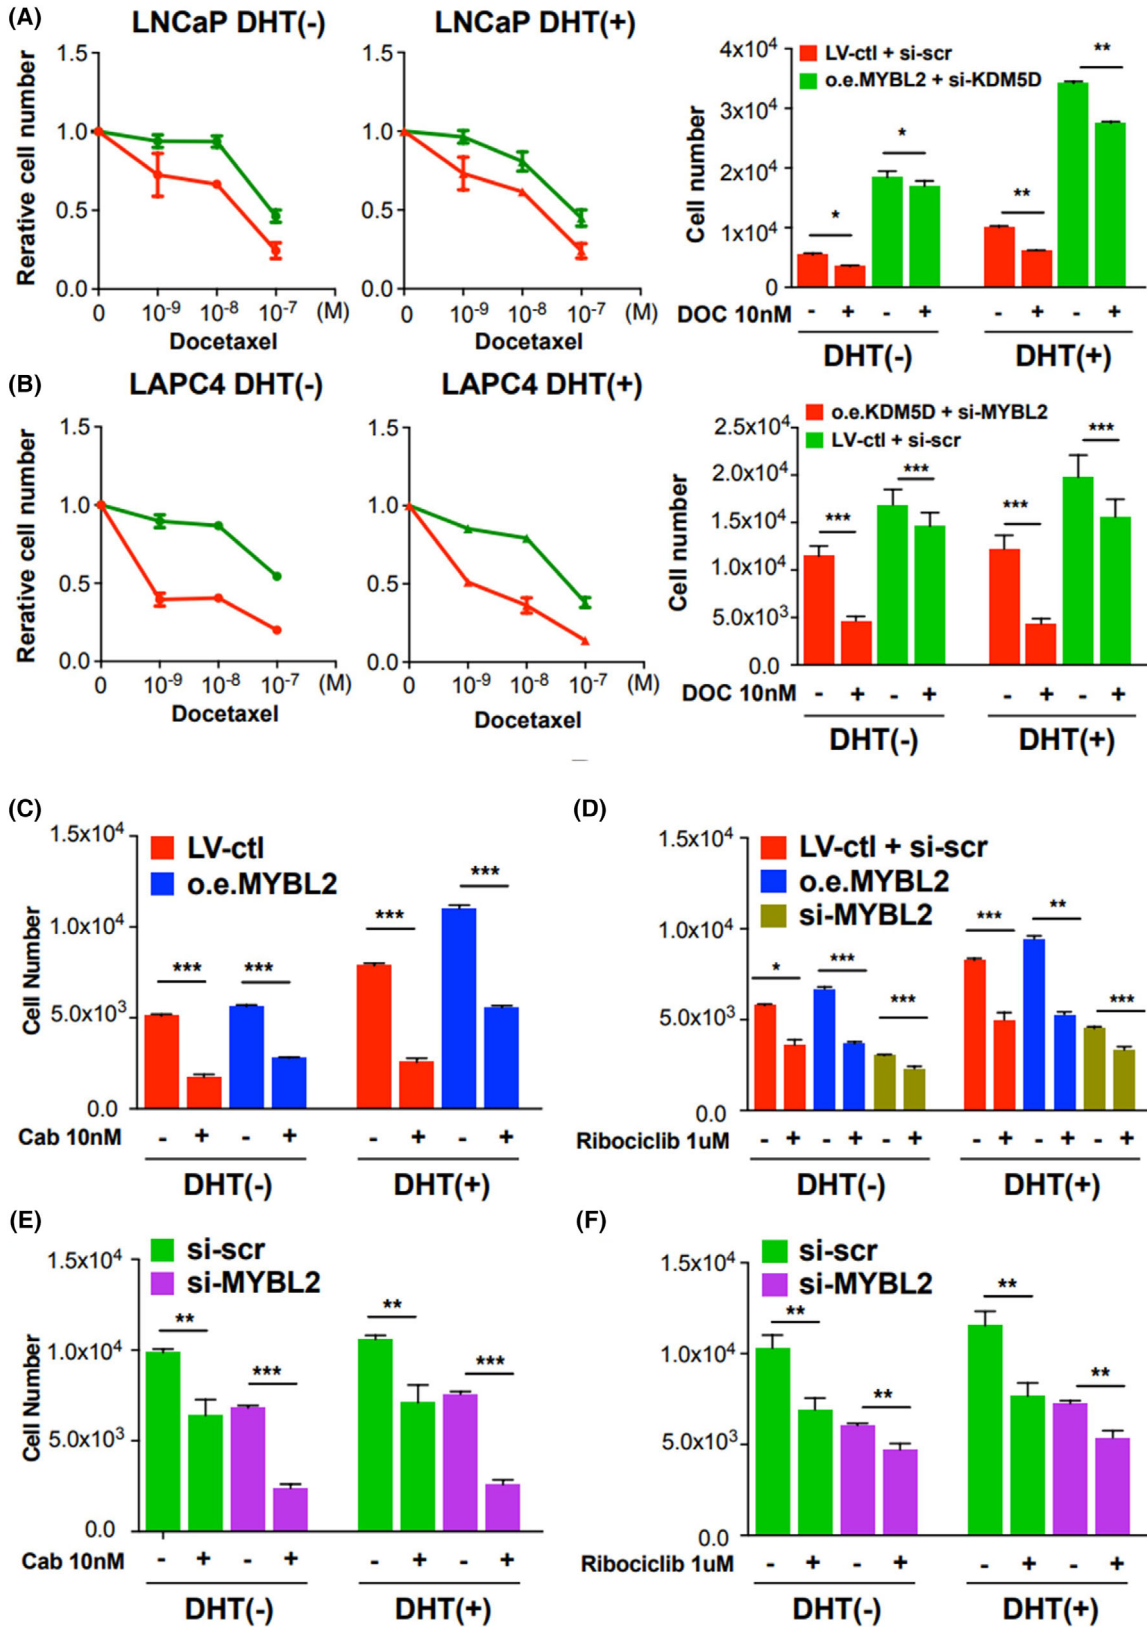 (A)
LNCaP DHT(-)
LNCaP DHT(+)
Rerative cell number
1.5
1.0
0.5
0.0
0 10-9 10-8 10-7 (M)
Docetaxel
1.5
1.0
0.5
0.0
0 10-9 10-8 10-7 (M)
Docetaxel
Cell number
4x10⁴
3x10⁴
2x10⁴
1x10⁴
0
LV-ctl + si-scr
o.e.MYBL2 + si-KDM5D
* * ** **
DOC 10nM - + - + - + - +
DHT(-) DHT(+)
(B)
LAPC4 DHT(-)
LAPC4 DHT(+)
Rerative cell number
1.5
1.0
0.5
0.0
0 10-9 10-8 10-7 (M)
Docetaxel
1.5
1.0
0.5
0.0
0 10-9 10-8 10-7 (M)
Docetaxel
Cell number
2.5x10⁴
2.0x10⁴
1.5x10⁴
1.0x10⁴
5.0x10³
0.0
o.e.KDM5D + si-MYBL2
LV-ctl + si-scr
*** *** *** ***
DOC 10nM - + - + - + - +
DHT(-) DHT(+)
(C)
Cell Number
1.5x10⁴
1.0x10⁴
5.0x10³
0.0
LV-ctl
o.e.MYBL2
*** *** *** ***
Cab 10nM - + - + - + - +
DHT(-) DHT(+)
(D)
1.5x10⁴
1.0x10⁴
5.0x10³
0.0
LV-ctl + si-scr
o.e.MYBL2
si-MYBL2
* *** *** *** ** ***
Ribociclib 1uM - + - + - + - + - + - +
DHT(-) DHT(+)
(E)
Cell Number
1.5x10⁴
1.0x10⁴
5.0x10³
0.0
si-scr
si-MYBL2
** *** ** ***
Cab 10nM - + - + - + - +
DHT(-) DHT(+)
(F)
1.5x10⁴
1.0x10⁴
5.0x10³
0.0
si-scr
si-MYBL2
** ** ** **
Ribociclib 1uM - + - + - + - +
DHT(-) DHT(+)